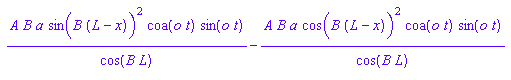 A B a sin(B (L − x))² coa(o t) sin(o t) / cos(B L) − A B a cos(B (L − x))² coa(o t) sin(o t) / cos(B L)